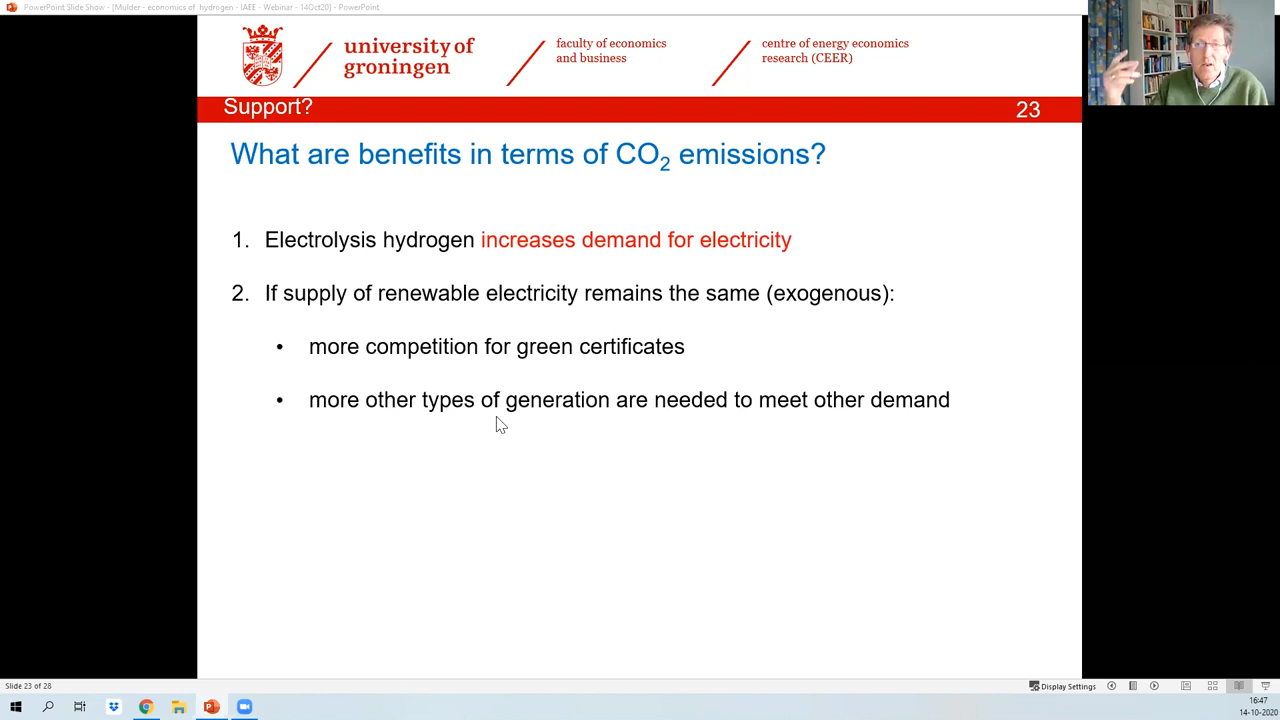 PowerPoint Slide Show - [Mulder - economics of hydrogen - IAEE - Webinar - 14Oct20] - PowerPoint
university of
groningen
faculty of economics
and business
centre of energy economics
research (CEER)
Support?
23
What are benefits in terms of CO₂ emissions?
1. Electrolysis hydrogen increases demand for electricity
2. If supply of renewable electricity remains the same (exogenous):
• more competition for green certificates
• more other types of generation are needed to meet other demand
Slide 23 of 28
Display Settings
16:47
14-10-2020